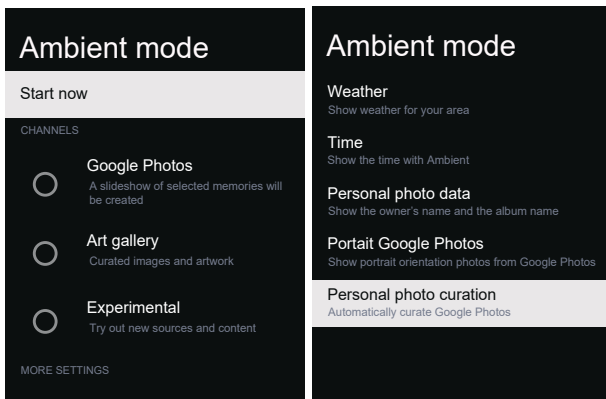 Ambient mode
Start now
CHANNELS
Google Photos
A slideshow of selected memories will
be created
Art gallery
Curated images and artwork
Experimental
Try out new sources and content
MORE SETTINGS
Ambient mode
Weather
Show weather for your area
Time
Show the time with Ambient
Personal photo data
Show the owner's name and the album name
Portait Google Photos
Show portrait orientation photos from Google Photos
Personal photo curation
Automatically curate Google Photos